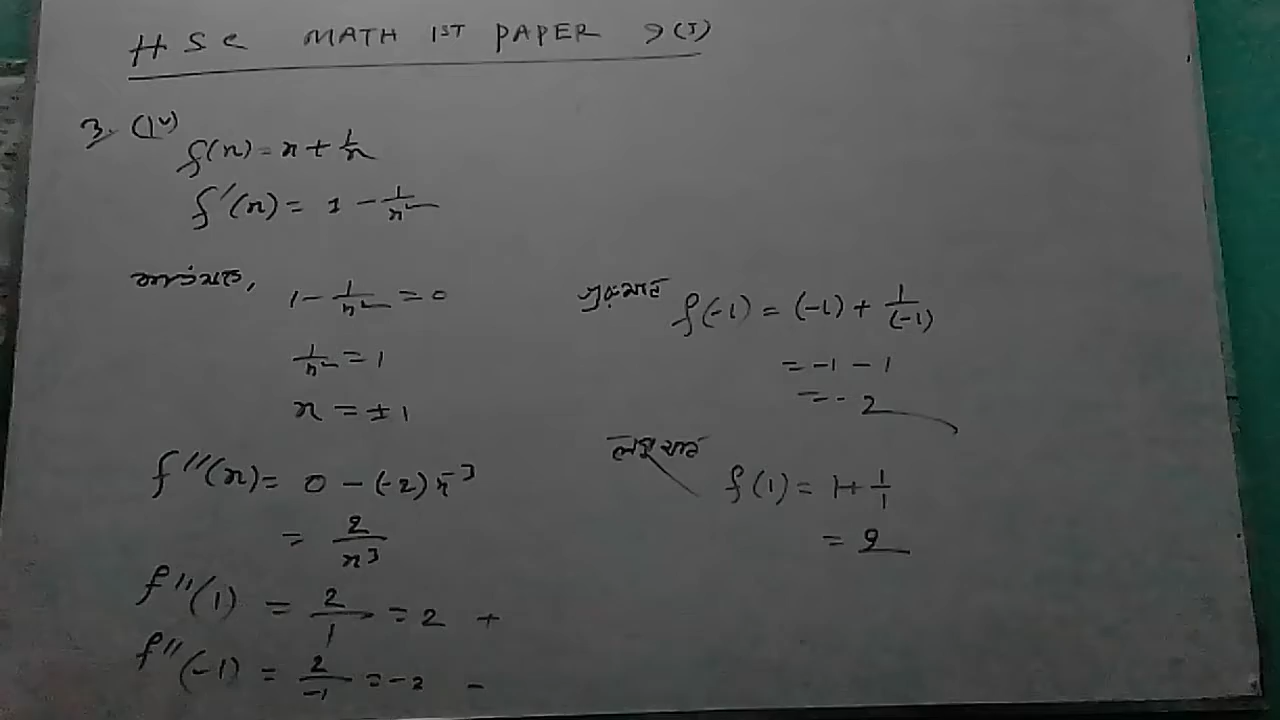 HSC MATH 1ST PAPER 9(I)
3. (IV)
f(x) = x + 1/x
f′(x) = 1 - 1/x²
1 - 1/x² = 0
1/x² = 1
x = ±1
f″(x) = 0 - (-2)x⁻³
= 2/x³
f″(1) = 2/1 = 2 +
f″(-1) = 2/-1 = -2 -
গুরুমান f(-1) = (-1) + 1/(-1)
= -1 - 1
= - 2
লঘুমান
f(1) = 1 + 1/1
= 2